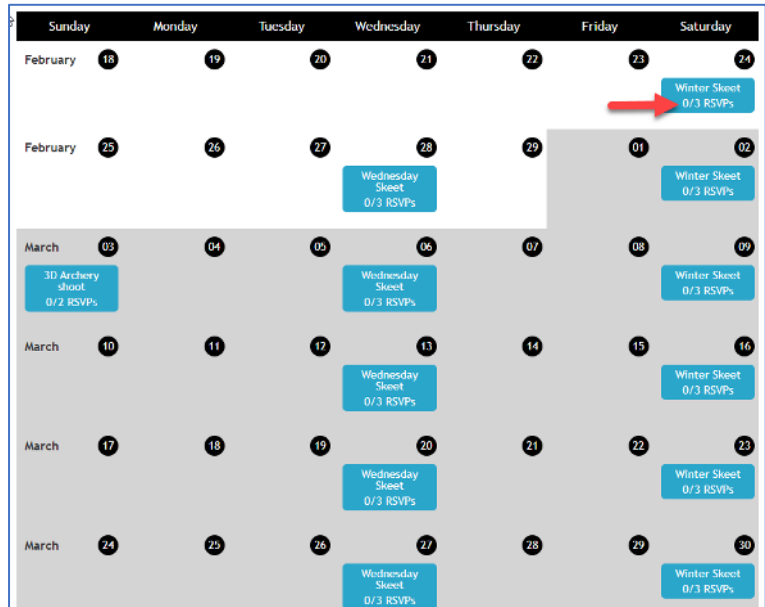 Sunday Monday Tuesday Wednesday Thursday Friday Saturday
February 18 19 20 21 22 23 24
Winter Skeet
0/3 RSVPs
February 25 26 27 28 29 01 02
Wednesday
Skeet
0/3 RSVPs
Winter Skeet
0/3 RSVPs
March 03 04 05 06 07 08 09
3D Archery
shoot
0/2 RSVPs
Wednesday
Skeet
0/3 RSVPs
Winter Skeet
0/3 RSVPs
March 10 11 12 13 14 15 16
Wednesday
Skeet
0/3 RSVPs
Winter Skeet
0/3 RSVPs
March 17 18 19 20 21 22 23
Wednesday
Skeet
0/3 RSVPs
Winter Skeet
0/3 RSVPs
March 24 25 26 27 28 29 30
Wednesday
Skeet
0/3 RSVPs
Winter Skeet
0/3 RSVPs